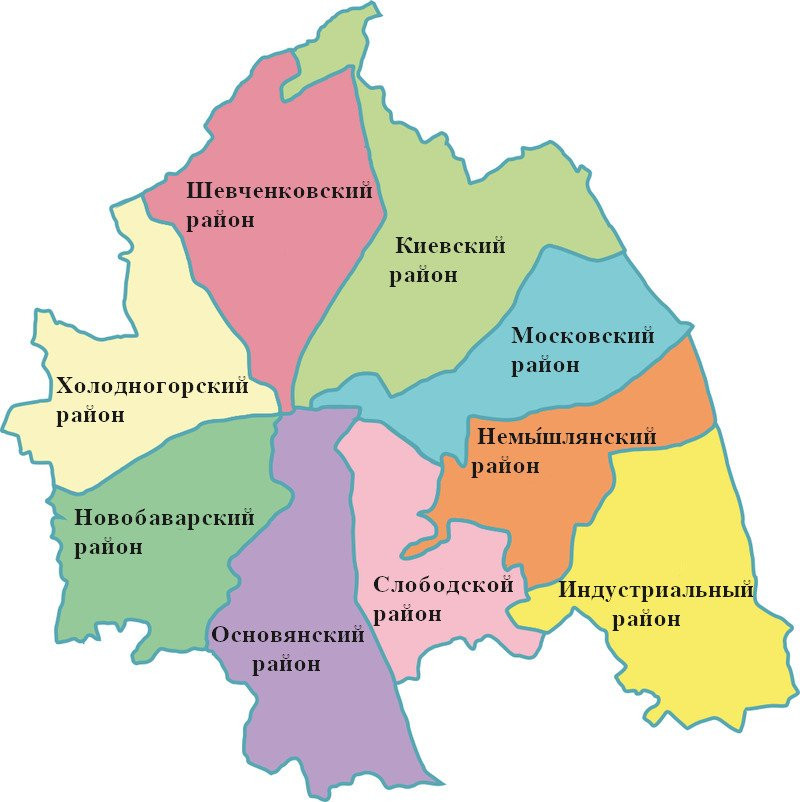 Шевченковский
район
Киевский
район
Московский
район
Холодногорский
район
Немы́шлянский
район
Новобаварский
район
Слободской
район
Индустриальный
район
Основянский
район